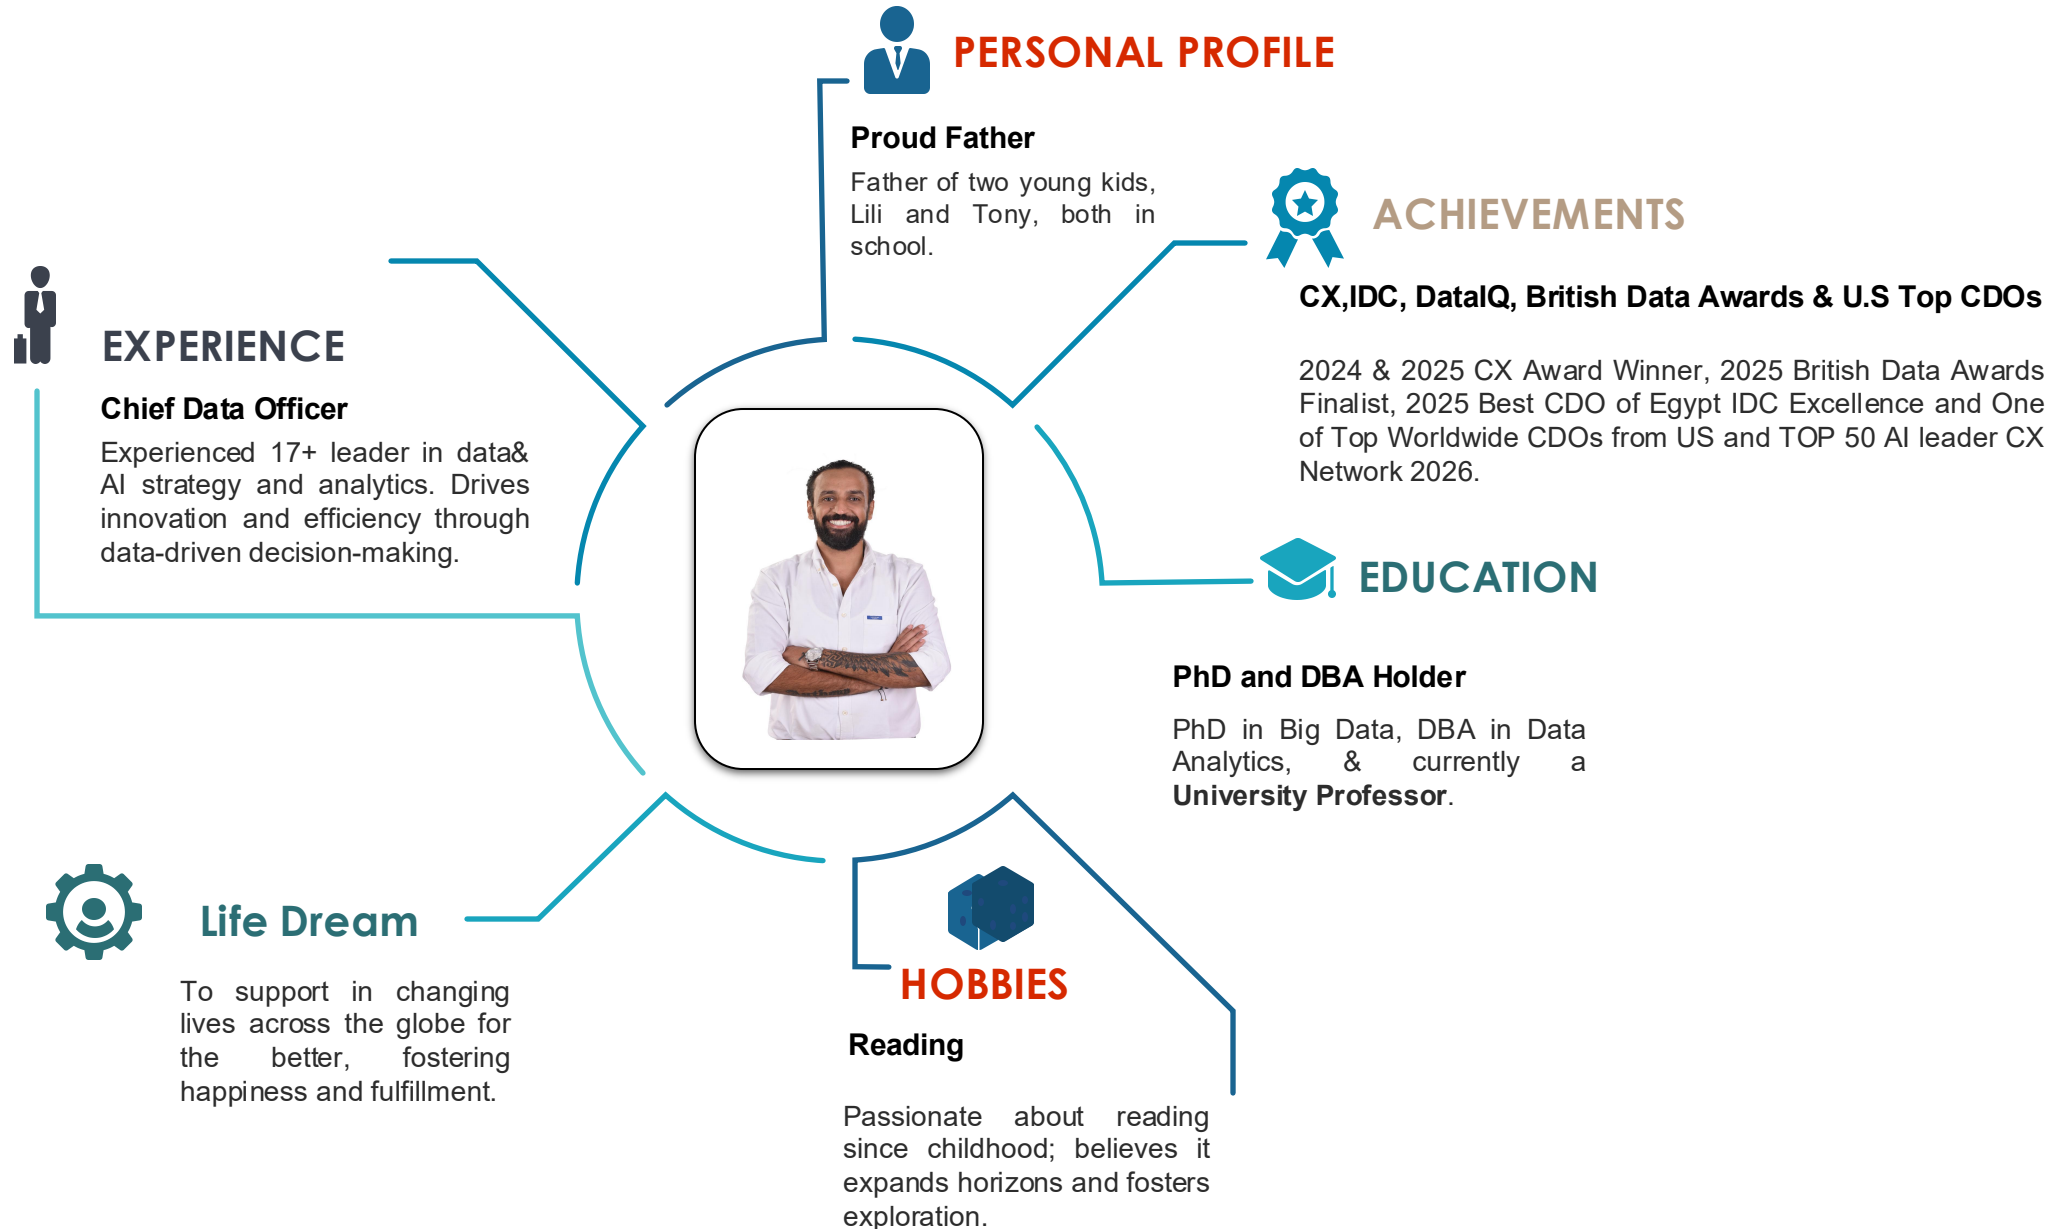 PERSONAL PROFILE
Proud Father
Father of two young kids,
Lili and Tony, both in
school.
ACHIEVEMENTS
CX,IDC, DataIQ, British Data Awards & U.S Top CDOs
2024 & 2025 CX Award Winner, 2025 British Data Awards
Finalist, 2025 Best CDO of Egypt IDC Excellence and One
of Top Worldwide CDOs from US and TOP 50 AI leader CX
Network 2026.
EXPERIENCE
Chief Data Officer
Experienced 17+ leader in data&
AI strategy and analytics. Drives
innovation and efficiency through
data-driven decision-making.
EDUCATION
PhD and DBA Holder
PhD in Big Data, DBA in Data
Analytics, & currently a
University Professor.
Life Dream
To support in changing
lives across the globe for
the better, fostering
happiness and fulfillment.
HOBBIES
Reading
Passionate about reading
since childhood; believes it
expands horizons and fosters
exploration.